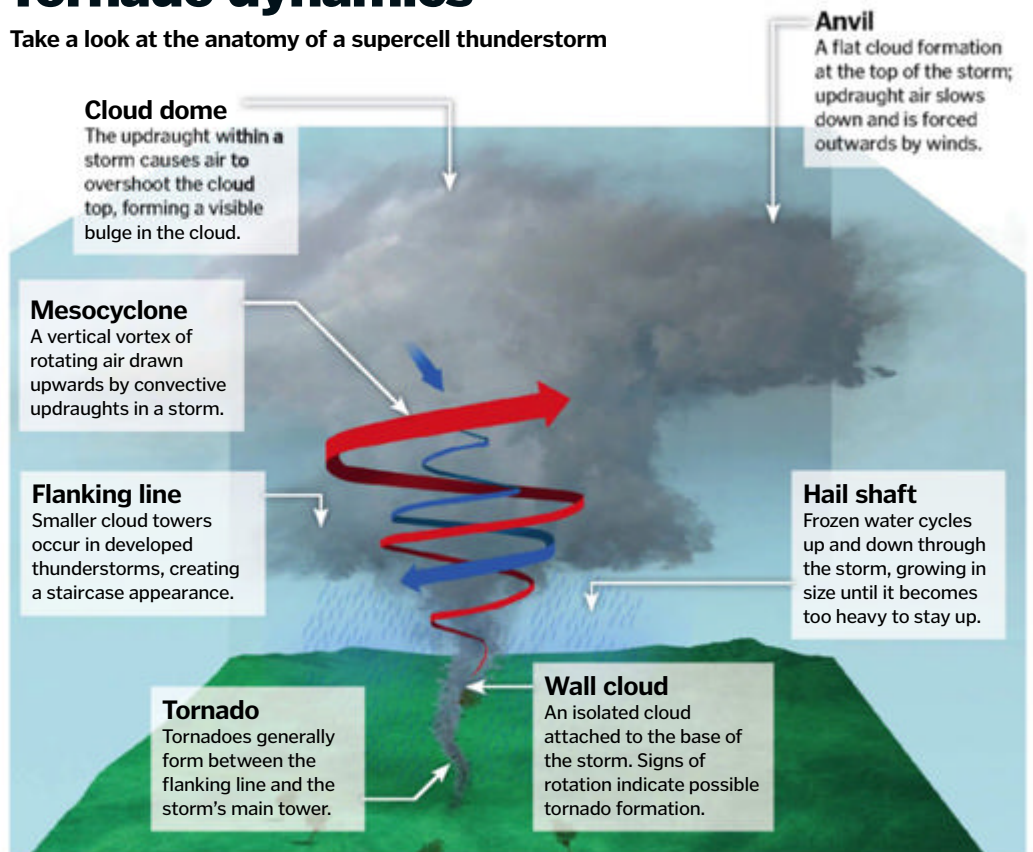 Tornado dynamics
Take a look at the anatomy of a supercell thunderstorm
Anvil
A flat cloud formation
at the top of the storm;
updraught air slows
down and is forced
outwards by winds.
Cloud dome
The updraught within a
storm causes air to
overshoot the cloud
top, forming a visible
bulge in the cloud.
Mesocyclone
A vertical vortex of
rotating air drawn
upwards by convective
updraughts in a storm.
Flanking line
Smaller cloud towers
occur in developed
thunderstorms, creating
a staircase appearance.
Hail shaft
Frozen water cycles
up and down through
the storm, growing in
size until it becomes
too heavy to stay up.
Tornado
Tornadoes generally
form between the
flanking line and the
storm's main tower.
Wall cloud
An isolated cloud
attached to the base of
the storm. Signs of
rotation indicate possible
tornado formation.